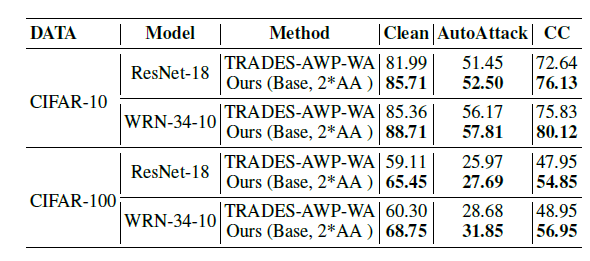 DATA Model Method Clean AutoAttack CC
CIFAR-10 ResNet-18 TRADES-AWP-WA 81.99 51.45 72.64
Ours (Base, 2*AA ) 85.71 52.50 76.13
WRN-34-10 TRADES-AWP-WA 85.36 56.17 75.83
Ours (Base, 2*AA ) 88.71 57.81 80.12
CIFAR-100 ResNet-18 TRADES-AWP-WA 59.11 25.97 47.95
Ours (Base, 2*AA ) 65.45 27.69 54.85
WRN-34-10 TRADES-AWP-WA 60.30 28.68 48.95
Ours (Base, 2*AA ) 68.75 31.85 56.95